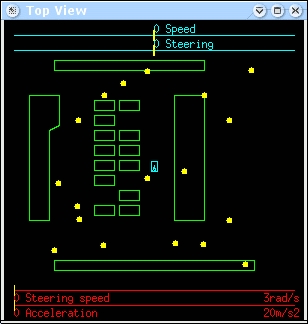 Top View
0 Speed
0 Steering
0 Steering speed 3rad/s
0 Acceleration 20m/s2